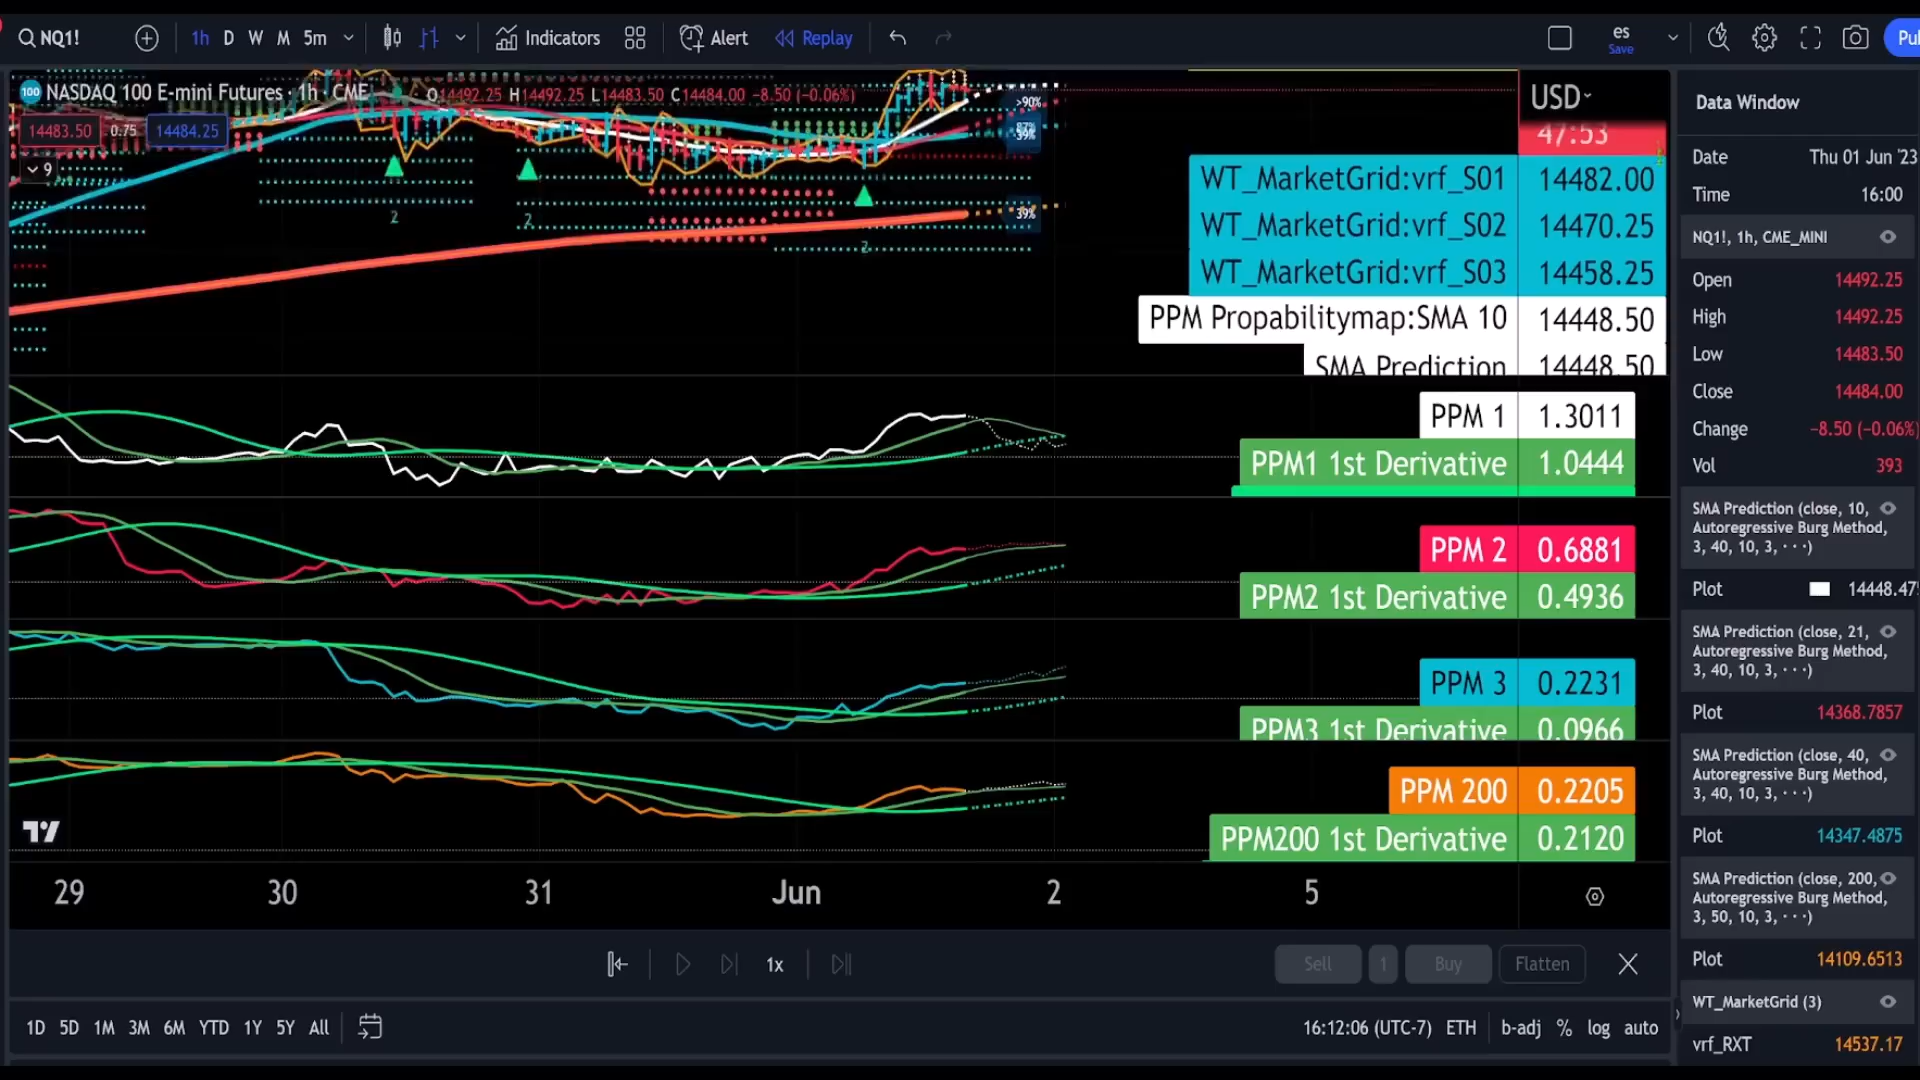 NQ1!
1h D W M 5m
Indicators
Alert
Replay
es
Save
Pul
100 NASDAQ 100 E-mini Futures · 1h · CME O14492.25 H14492.25 L14483.50 C14484.00 −8.50 (−0.06%)
14483.50 0.75 14484.25
9
2
2
2
>90%
39%
39%
USD
47:53
WT_MarketGrid:vrf_S01 14482.00
WT_MarketGrid:vrf_S02 14470.25
WT_MarketGrid:vrf_S03 14458.25
PPM Propabilitymap:SMA 10 14448.50
SMA Prediction 14448.50
PPM 1 1.3011
PPM1 1st Derivative 1.0444
PPM 2 0.6881
PPM2 1st Derivative 0.4936
PPM 3 0.2231
PPM3 1st Derivative 0.0966
PPM 200 0.2205
PPM200 1st Derivative 0.2120
29 30 31 Jun 2 5
1x
Sell 1 Buy Flatten
1D 5D 1M 3M 6M YTD 1Y 5Y All
16:12:06 (UTC-7) ETH b-adj % log auto
Data Window
Date Thu 01 Jun '23
Time 16:00
NQ1!, 1h, CME_MINI
Open 14492.25
High 14492.25
Low 14483.50
Close 14484.00
Change −8.50 (−0.06%)
Vol 393
SMA Prediction (close, 10,
Autoregressive Burg Method,
3, 40, 10, 3, · · ·)
Plot 14448.47
SMA Prediction (close, 21,
Autoregressive Burg Method,
3, 40, 10, 3, · · ·)
Plot 14368.7857
SMA Prediction (close, 40,
Autoregressive Burg Method,
3, 40, 10, 3, · · ·)
Plot 14347.4875
SMA Prediction (close, 200,
Autoregressive Burg Method,
3, 50, 10, 3, · · ·)
Plot 14109.6513
WT_MarketGrid (3)
vrf_RXT 14537.17